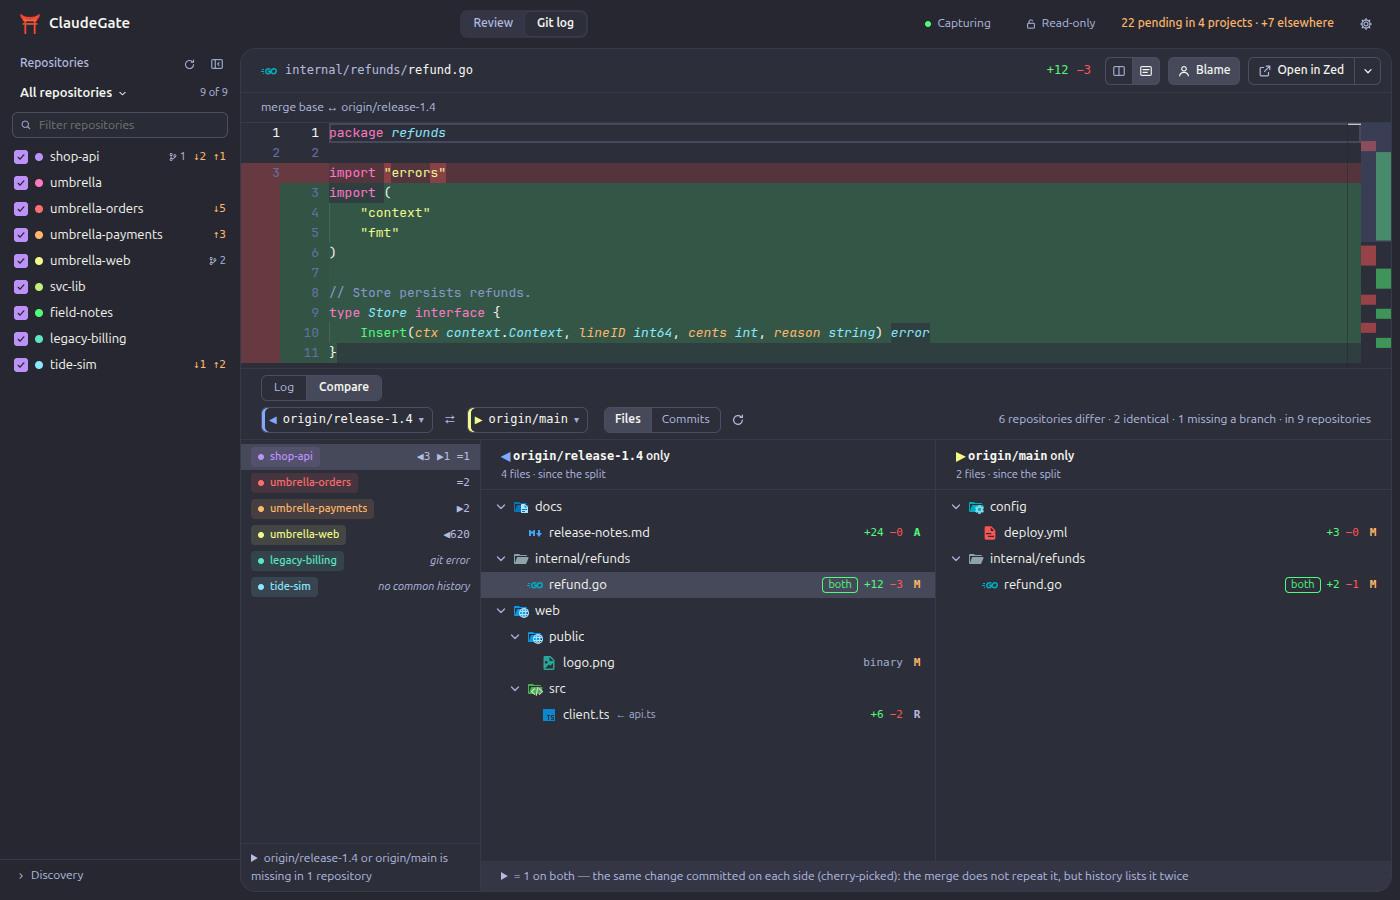 ClaudeGate
Review
Git log
Capturing
Read-only
22 pending in 4 projects · +7 elsewhere
Repositories
All repositories
9 of 9
Filter repositories
shop-api 1 ↓2 ↑1
umbrella
umbrella-orders ↓5
umbrella-payments ↑3
umbrella-web 2
svc-lib
field-notes
legacy-billing
tide-sim ↓1 ↑2
Discovery
internal/refunds/refund.go
+12 −3
Blame
Open in Zed
merge base ↔ origin/release-1.4
1 1 package refunds
2 2
3 import "errors"
3 import (
4 "context"
5 "fmt"
6 )
7
8 // Store persists refunds.
9 type Store interface {
10 Insert(ctx context.Context, lineID int64, cents int, reason string) error
11 }
Log
Compare
◀ origin/release-1.4 ▾
⇄
▶ origin/main ▾
Files
Commits
6 repositories differ · 2 identical · 1 missing a branch · in 9 repositories
shop-api ◀3 ▶1 =1
umbrella-orders =2
umbrella-payments ▶2
umbrella-web ◀620
legacy-billing git error
tide-sim no common history
▶ origin/release-1.4 or origin/main is
missing in 1 repository
◀ origin/release-1.4 only
4 files · since the split
docs
release-notes.md +24 −0 A
internal/refunds
refund.go both +12 −3 M
web
public
logo.png binary M
src
client.ts ← api.ts +6 −2 R
▶ origin/main only
2 files · since the split
config
deploy.yml +3 −0 M
internal/refunds
refund.go both +2 −1 M
▶ = 1 on both — the same change committed on each side (cherry-picked): the merge does not repeat it, but history lists it twice